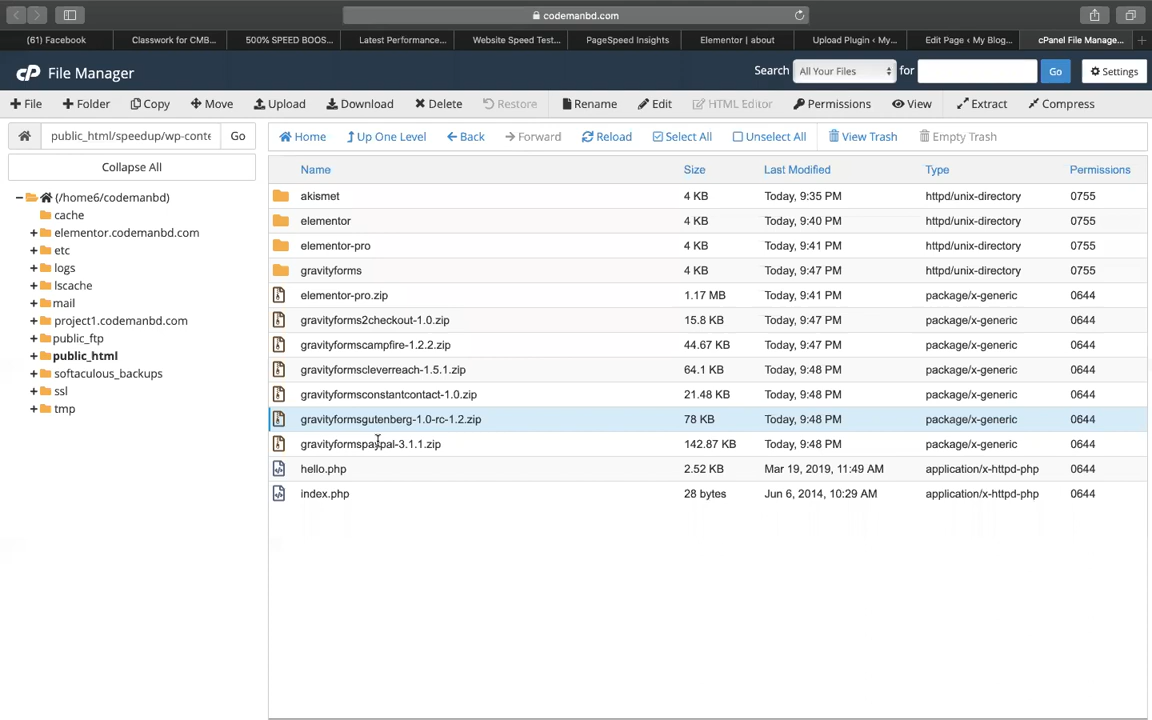 codemanbd.com
(61) Facebook
Classwork for CMB...
500% SPEED BOOS...
Latest Performance...
Website Speed Test...
PageSpeed Insights
Elementor | about
Upload Plugin ‹ My...
Edit Page ‹ My Blog...
cPanel File Manage...
cP File Manager
Search All Your Files for Go Settings
File Folder Copy Move Upload Download Delete Restore Rename Edit HTML Editor Permissions View Extract Compress
public_html/speedup/wp-conte Go
Home Up One Level Back Forward Reload Select All Unselect All View Trash Empty Trash
Collapse All
(/home6/codemanbd)
cache
elementor.codemanbd.com
etc
logs
lscache
mail
project1.codemanbd.com
public_ftp
public_html
softaculous_backups
ssl
tmp
Name Size Last Modified Type Permissions
akismet 4 KB Today, 9:35 PM httpd/unix-directory 0755
elementor 4 KB Today, 9:40 PM httpd/unix-directory 0755
elementor-pro 4 KB Today, 9:41 PM httpd/unix-directory 0755
gravityforms 4 KB Today, 9:47 PM httpd/unix-directory 0755
elementor-pro.zip 1.17 MB Today, 9:41 PM package/x-generic 0644
gravityforms2checkout-1.0.zip 15.8 KB Today, 9:47 PM package/x-generic 0644
gravityformscampfire-1.2.2.zip 44.67 KB Today, 9:47 PM package/x-generic 0644
gravityformscleverreach-1.5.1.zip 64.1 KB Today, 9:48 PM package/x-generic 0644
gravityformsconstantcontact-1.0.zip 21.48 KB Today, 9:48 PM package/x-generic 0644
gravityformsgutenberg-1.0-rc-1.2.zip 78 KB Today, 9:48 PM package/x-generic 0644
gravityformspaypal-3.1.1.zip 142.87 KB Today, 9:48 PM package/x-generic 0644
hello.php 2.52 KB Mar 19, 2019, 11:49 AM application/x-httpd-php 0644
index.php 28 bytes Jun 6, 2014, 10:29 AM application/x-httpd-php 0644